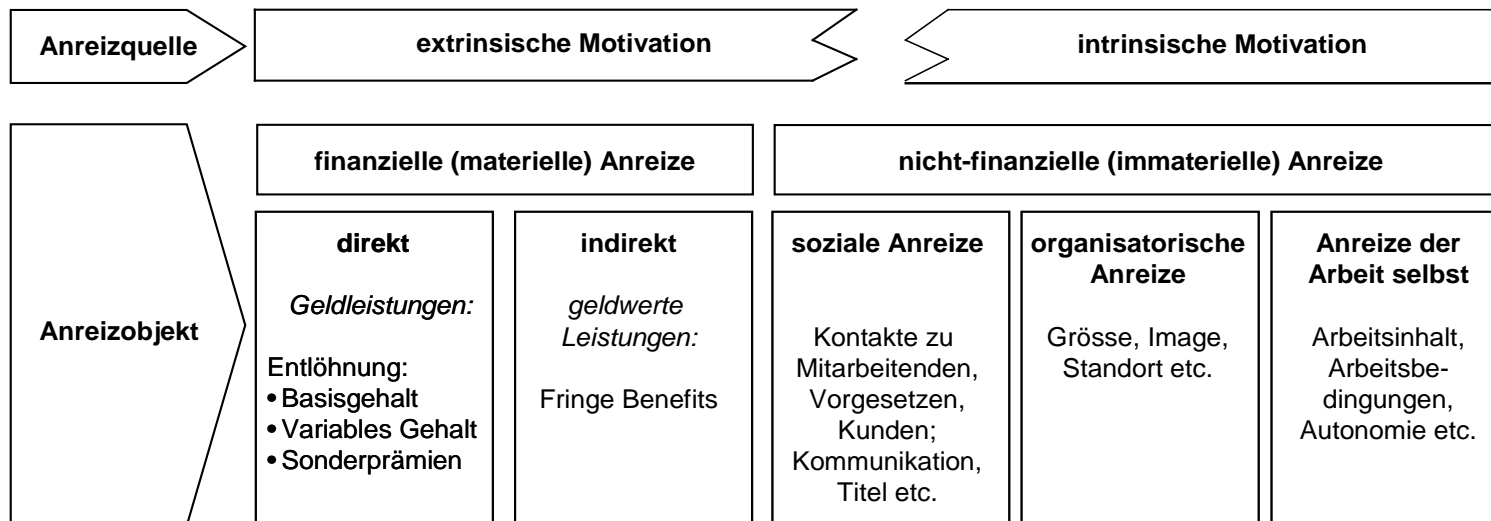 Anreizquelle
extrinsische Motivation
intrinsische Motivation
Anreizobjekt
finanzielle (materielle) Anreize
nicht-finanzielle (immaterielle) Anreize
direkt
Geldleistungen:
Entlöhnung:
• Basisgehalt
• Variables Gehalt
• Sonderprämien
indirekt
geldwerte
Leistungen:
Fringe Benefits
soziale Anreize
Kontakte zu
Mitarbeitenden,
Vorgesetzen,
Kunden;
Kommunikation,
Titel etc.
organisatorische
Anreize
Grösse, Image,
Standort etc.
Anreize der
Arbeit selbst
Arbeitsinhalt,
Arbeitsbe-
dingungen,
Autonomie etc.